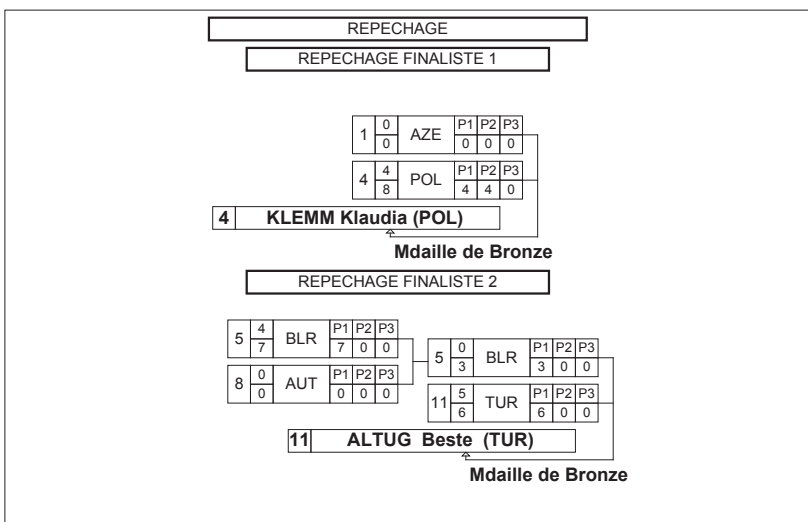 REPECHAGE
REPECHAGE FINALISTE 1
1 0 AZE P1 P2 P3
0 0 0 0
4 4 POL P1 P2 P3
8 4 4 0
4 KLEMM Klaudia (POL)
Mdaille de Bronze
REPECHAGE FINALISTE 2
5 4 BLR P1 P2 P3
7 7 0 0
8 0 AUT P1 P2 P3
0 0 0 0
5 0 BLR P1 P2 P3
3 3 0 0
11 5 TUR P1 P2 P3
6 6 0 0
11 ALTUG Beste (TUR)
Mdaille de Bronze